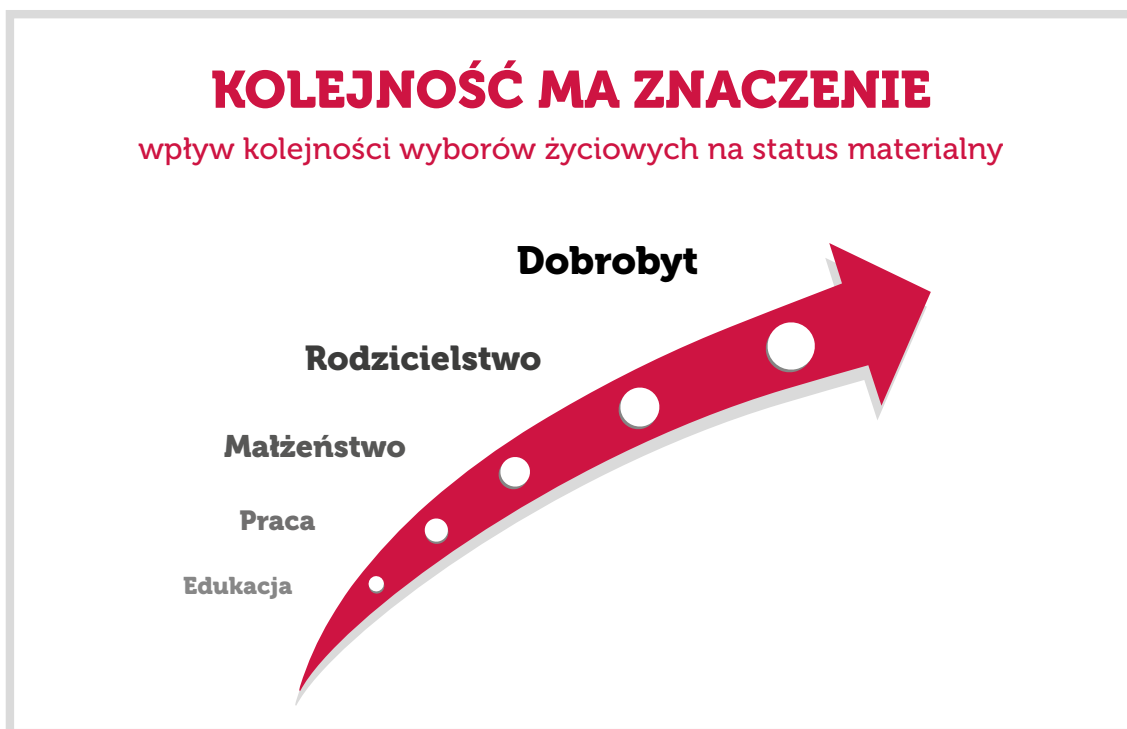 KOLEJNOŚĆ MA ZNACZENIE
wpływ kolejności wyborów życiowych na status materialny
Dobrobyt
Rodzicielstwo
Małżeństwo
Praca
Edukacja